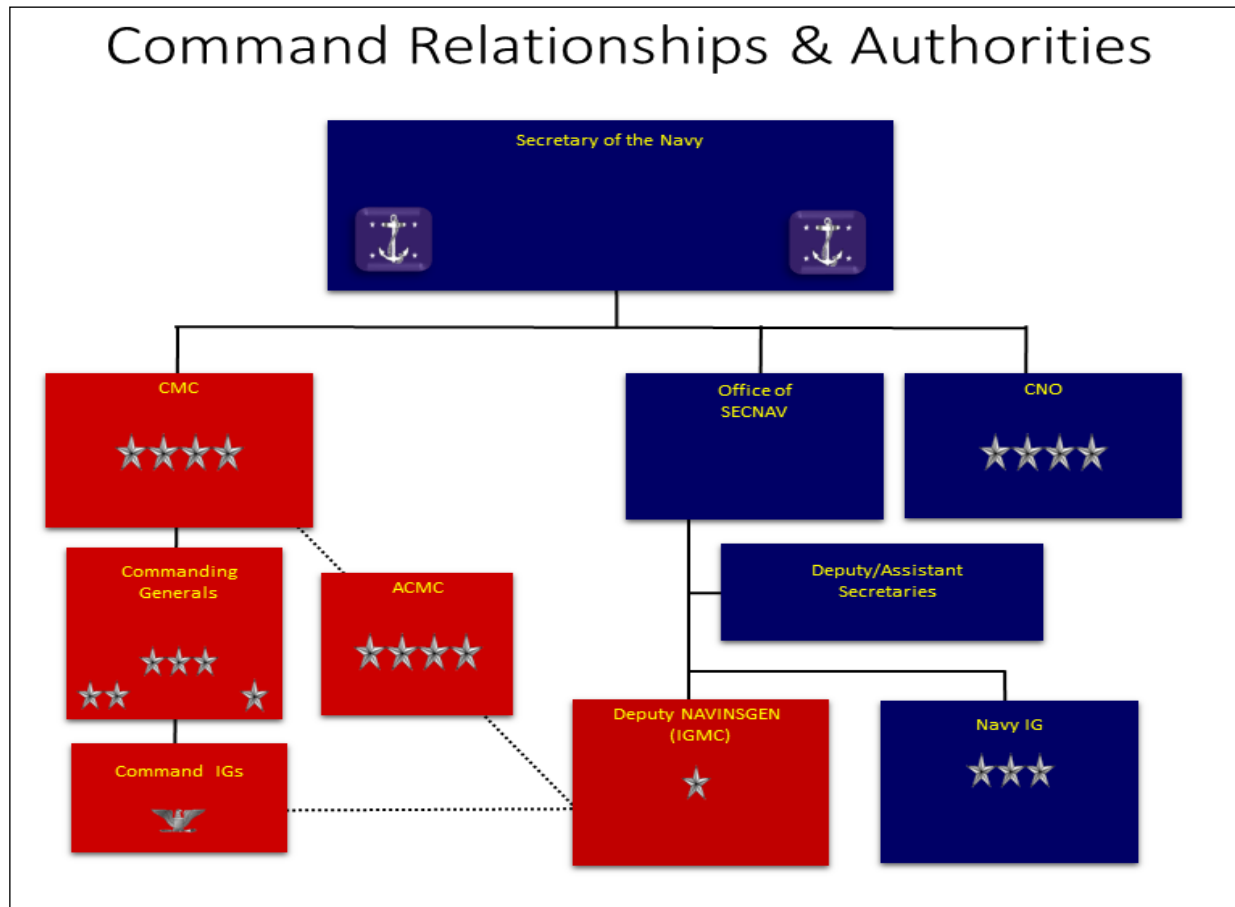 Command Relationships & Authorities
Secretary of the Navy
CMC
Office of
SECNAV
CNO
Commanding
Generals
ACMC
Deputy/Assistant
Secretaries
Deputy NAVINSGEN
(IGMC)
Navy IG
Command IGs